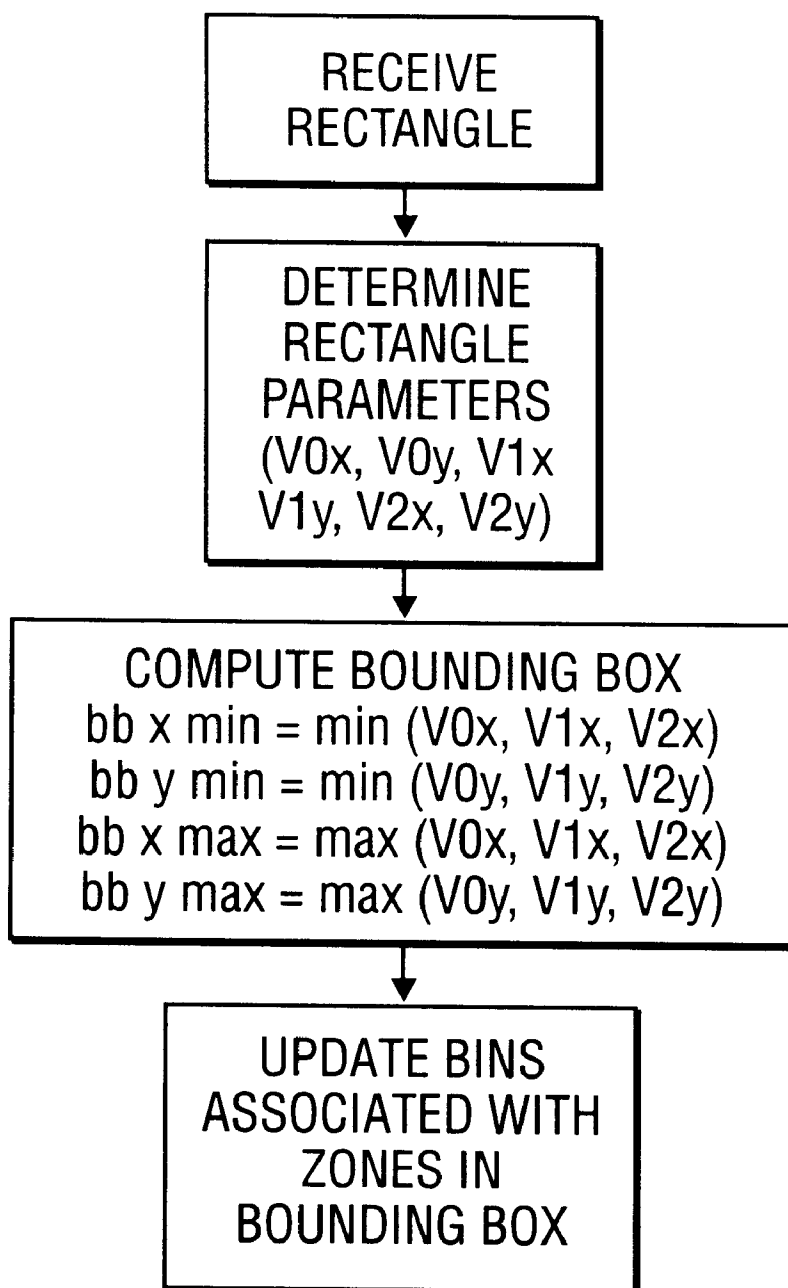 RECEIVE
RECTANGLE
DETERMINE
RECTANGLE
PARAMETERS
(V0x, V0y, V1x
V1y, V2x, V2y)
COMPUTE BOUNDING BOX
bb x min = min (V0x, V1x, V2x)
bb y min = min (V0y, V1y, V2y)
bb x max = max (V0x, V1x, V2x)
bb y max = max (V0y, V1y, V2y)
UPDATE BINS
ASSOCIATED WITH
ZONES IN
BOUNDING BOX